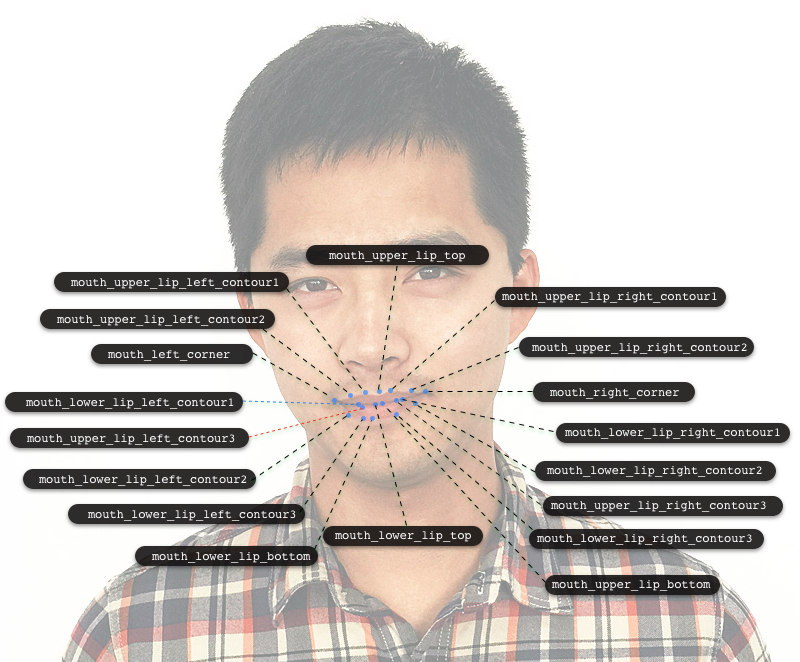 mouth_upper_lip_top
mouth_upper_lip_left_contour1
mouth_upper_lip_right_contour1
mouth_upper_lip_left_contour2
mouth_upper_lip_right_contour2
mouth_left_corner
mouth_right_corner
mouth_lower_lip_left_contour1
mouth_lower_lip_right_contour1
mouth_upper_lip_left_contour3
mouth_lower_lip_right_contour2
mouth_lower_lip_left_contour2
mouth_upper_lip_right_contour3
mouth_lower_lip_left_contour3
mouth_lower_lip_top
mouth_lower_lip_right_contour3
mouth_lower_lip_bottom
mouth_upper_lip_bottom